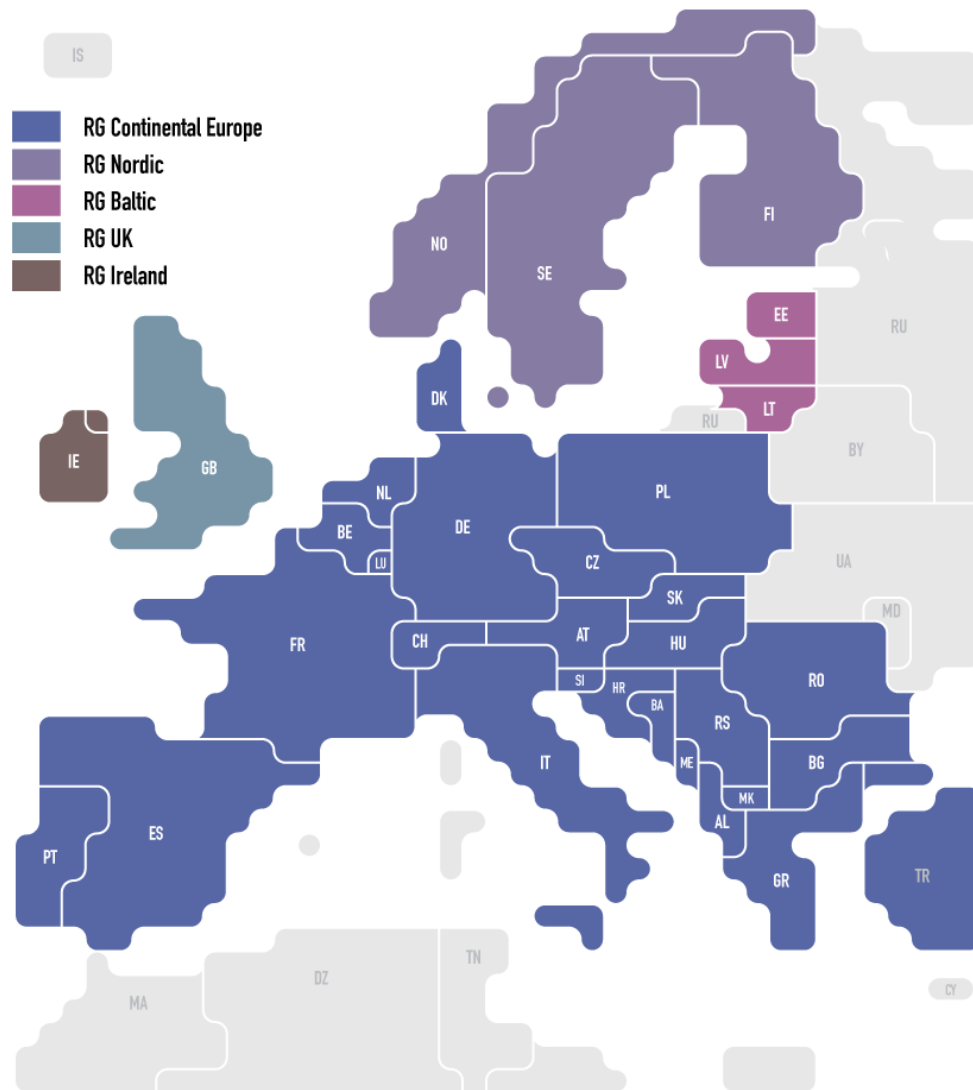 IS
RG Continental Europe
RG Nordic
RG Baltic
RG UK
RG Ireland
FI
NO
SE
EE
RU
LV
DK
LT
RU
BY
IE
GB
NL
PL
DE
BE
LU
CZ
UA
SK
MD
FR
CH
AT
HU
SI
HR
RO
BA
RS
IT
ME
BG
MK
AL
PT
ES
GR
TR
TN
DZ
CY
MA